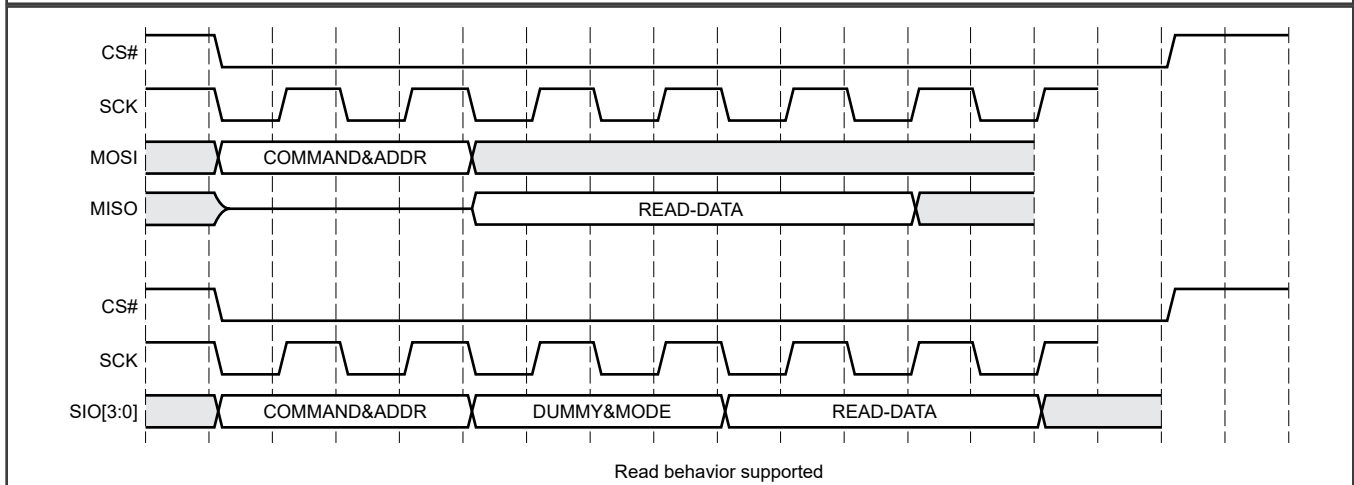 CS#
SCK
MOSI COMMAND&ADDR
MISO READ-DATA
CS#
SCK
SIO[3:0] COMMAND&ADDR DUMMY&MODE READ-DATA
Read behavior supported